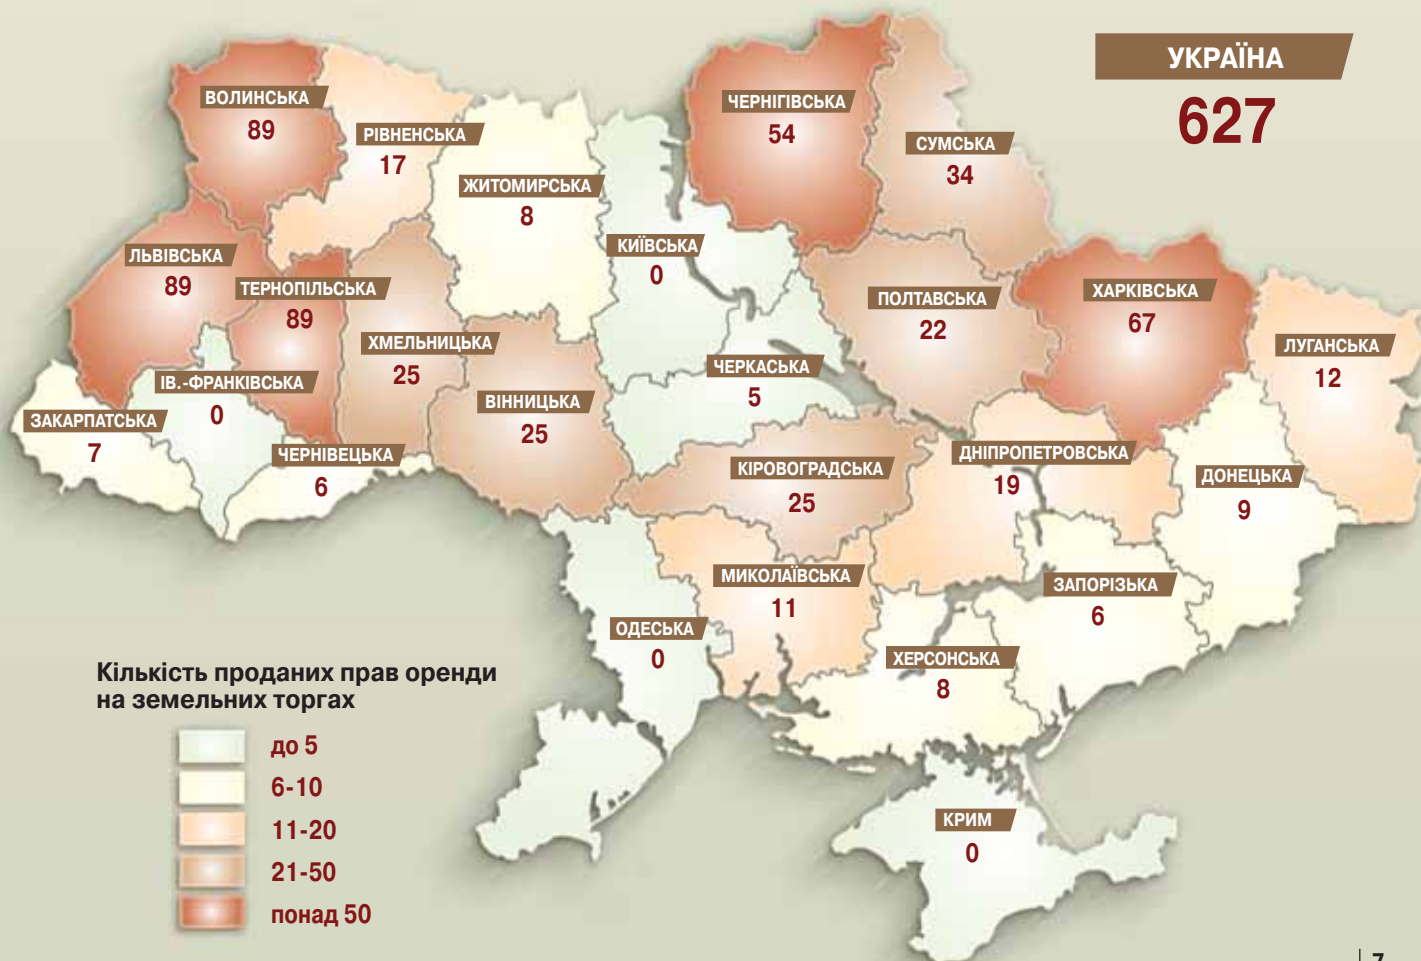 УКРАЇНА
627
ВОЛИНСЬКА
89
РІВНЕНСЬКА
17
ЖИТОМИРСЬКА
8
КИЇВСЬКА
0
ЧЕРНІГІВСЬКА
54
СУМСЬКА
34
ЛЬВІВСЬКА
89
ТЕРНОПІЛЬСЬКА
89
ХМЕЛЬНИЦЬКА
25
ВІННИЦЬКА
25
ЧЕРКАСЬКА
5
ПОЛТАВСЬКА
22
ХАРКІВСЬКА
67
ЛУГАНСЬКА
12
ІВ.-ФРАНКІВСЬКА
0
ЗАКАРПАТСЬКА
7
ЧЕРНІВЕЦЬКА
6
КІРОВОГРАДСЬКА
25
ДНІПРОПЕТРОВСЬКА
19
ДОНЕЦЬКА
9
МИКОЛАЇВСЬКА
11
ЗАПОРІЗЬКА
6
ОДЕСЬКА
0
ХЕРСОНСЬКА
8
КРИМ
0
Кількість проданих прав оренди
на земельних торгах
до 5
6-10
11-20
21-50
понад 50
7